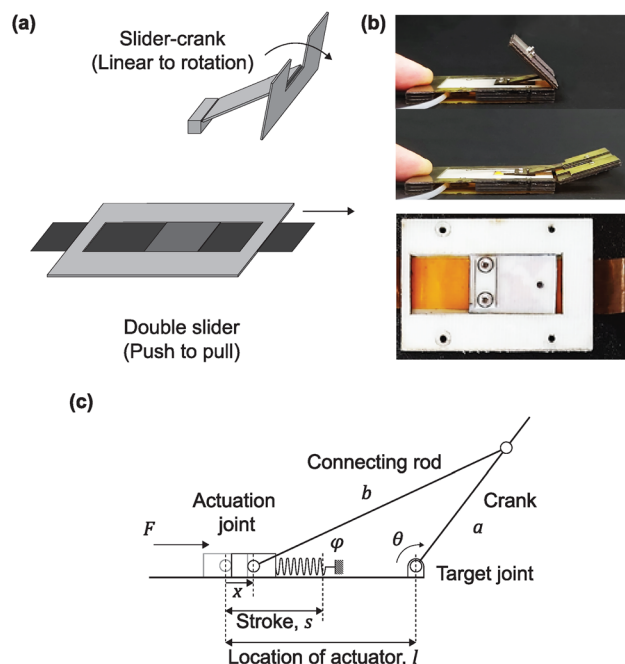 (a)
Slider-crank
(Linear to rotation)
Double slider
(Push to pull)
(b)
(c)
Connecting rod
b
Actuation
joint
Crank
a
F
φ
θ
Target joint
x
Stroke, s
Location of actuator, l